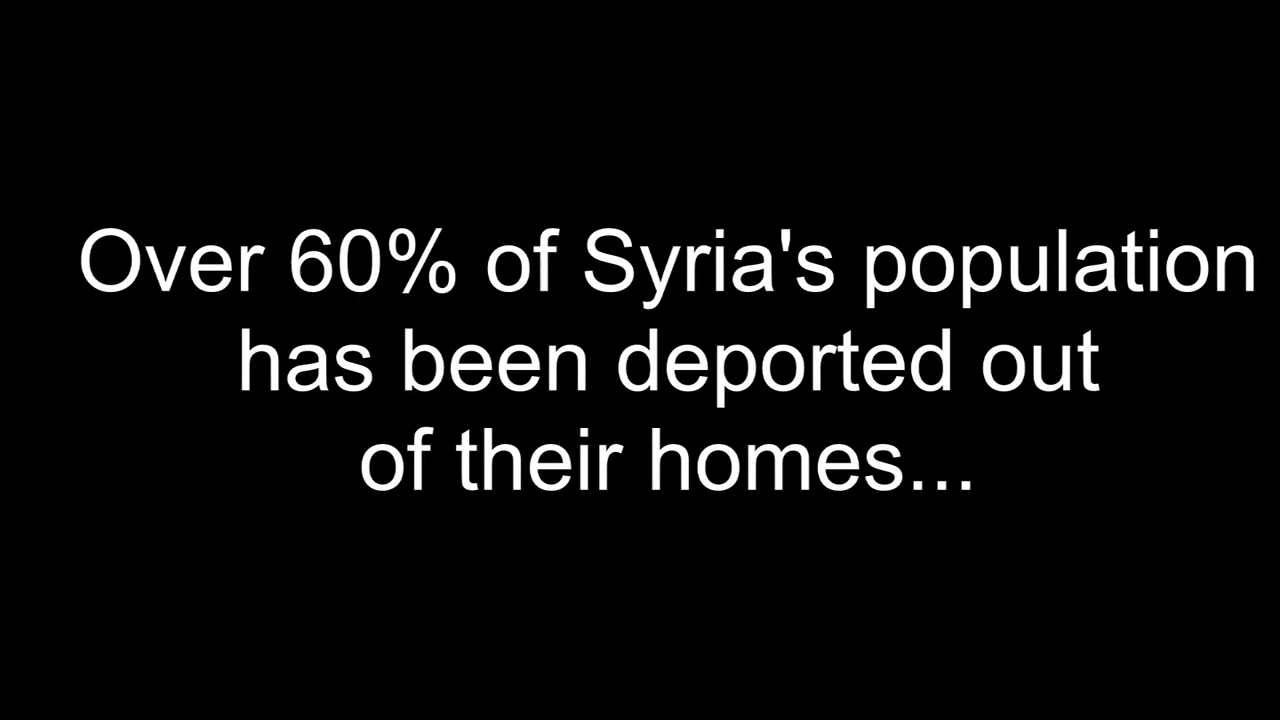 Over 60% of Syria's population
has been deported out
of their homes...